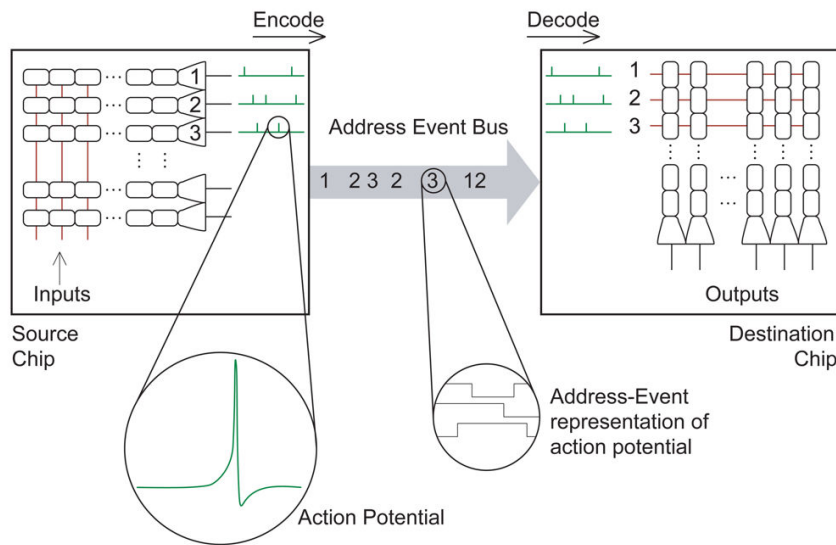 Encode
Decode
1
2
3
Inputs
Source
Chip
Address Event Bus
1 2 3 2 3 12
1
2
3
Outputs
Destination
Chip
Address-Event
representation of
action potential
Action Potential